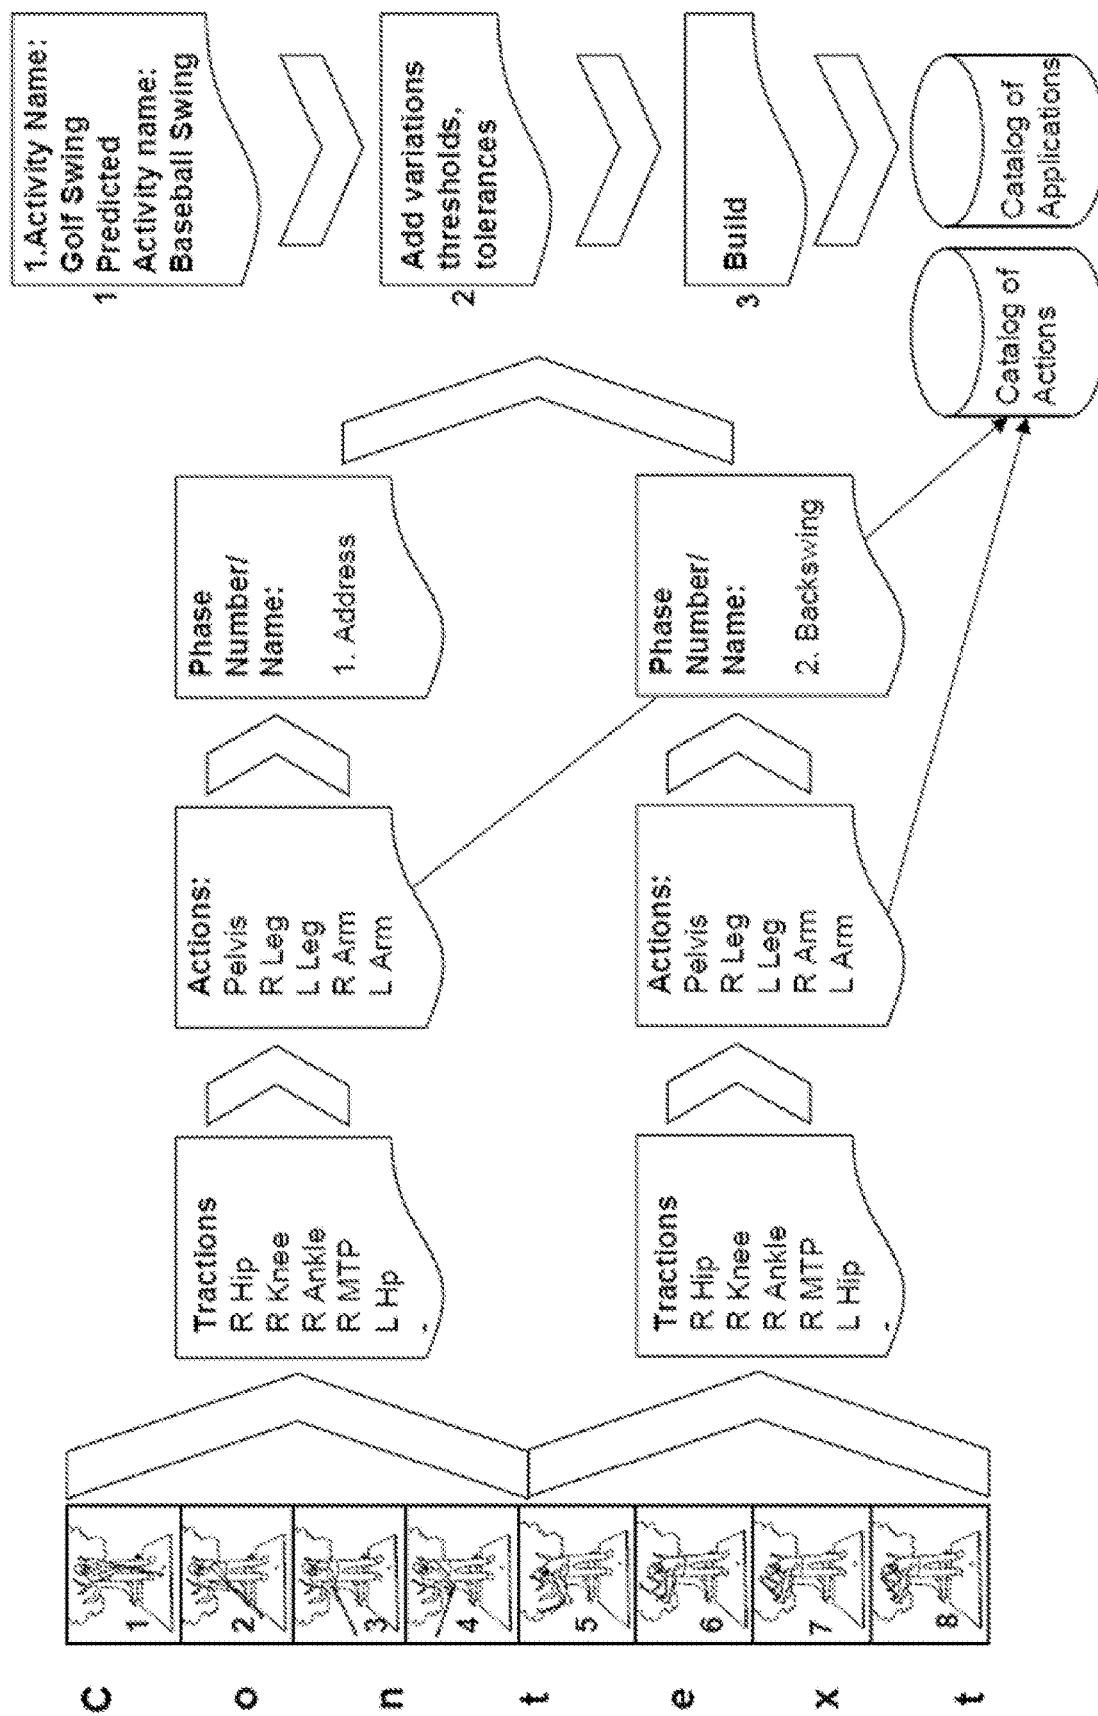 C o n t e x t
1
2
3
4
5
6
7
8
Tractions
R Hip
R Knee
R Ankle
R MTP
L Hp
-
Actions:
Pelvis
R Leg
L Leg
R Arm
L Arm
Phase
Number/
Name:
1. Address
Tractions
R Hip
R Knee
R Ankle
R MTP
L Hip
-
Actions:
Pelvis
R Leg
L Leg
R Arm
L Arm
Phase
Number/
Name:
2. Backswing
1
1.Activity Name:
Golf Swing
Predicted
Activity name:
Baseball Swing
2
Add variations
thresholds,
tolerances
3
Build
Catalog of
Actions
Catalog of
Applications